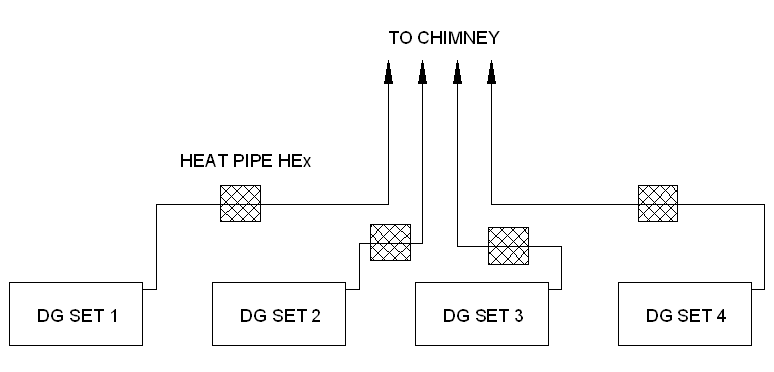 TO CHIMNEY
HEAT PIPE HEx
DG SET 1
DG SET 2
DG SET 3
DG SET 4